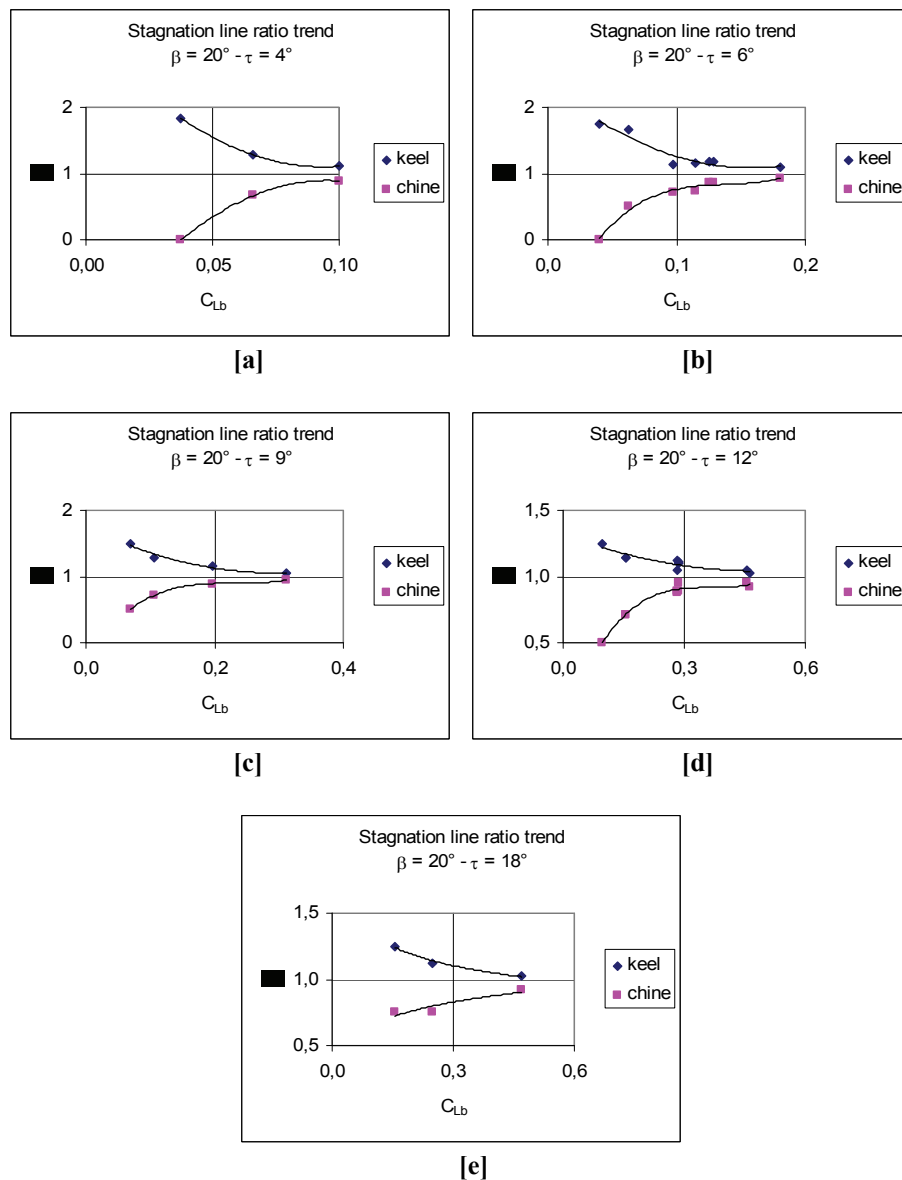 Stagnation line ratio trend
β = 20° - τ = 4°
2
1
0
0,00 0,05 0,10
C_Lb
keel
chine
[a]
Stagnation line ratio trend
β = 20° - τ = 6°
2
1
0
0,0 0,1 0,2
C_Lb
keel
chine
[b]
Stagnation line ratio trend
β = 20° - τ = 9°
2
1
0
0,0 0,2 0,4
C_Lb
keel
chine
[c]
Stagnation line ratio trend
β = 20° - τ = 12°
1,5
1,0
0,5
0,0 0,3 0,6
C_Lb
keel
chine
[d]
Stagnation line ratio trend
β = 20° - τ = 18°
1,5
1,0
0,5
0,0 0,3 0,6
C_Lb
keel
chine
[e]